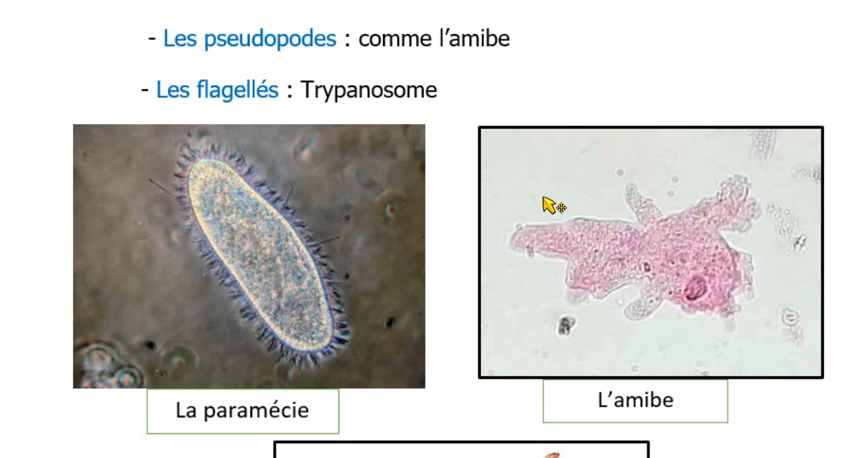 - Les pseudopodes : comme l’amibe
- Les flagellés : Trypanosome
La paramécie
L’amibe